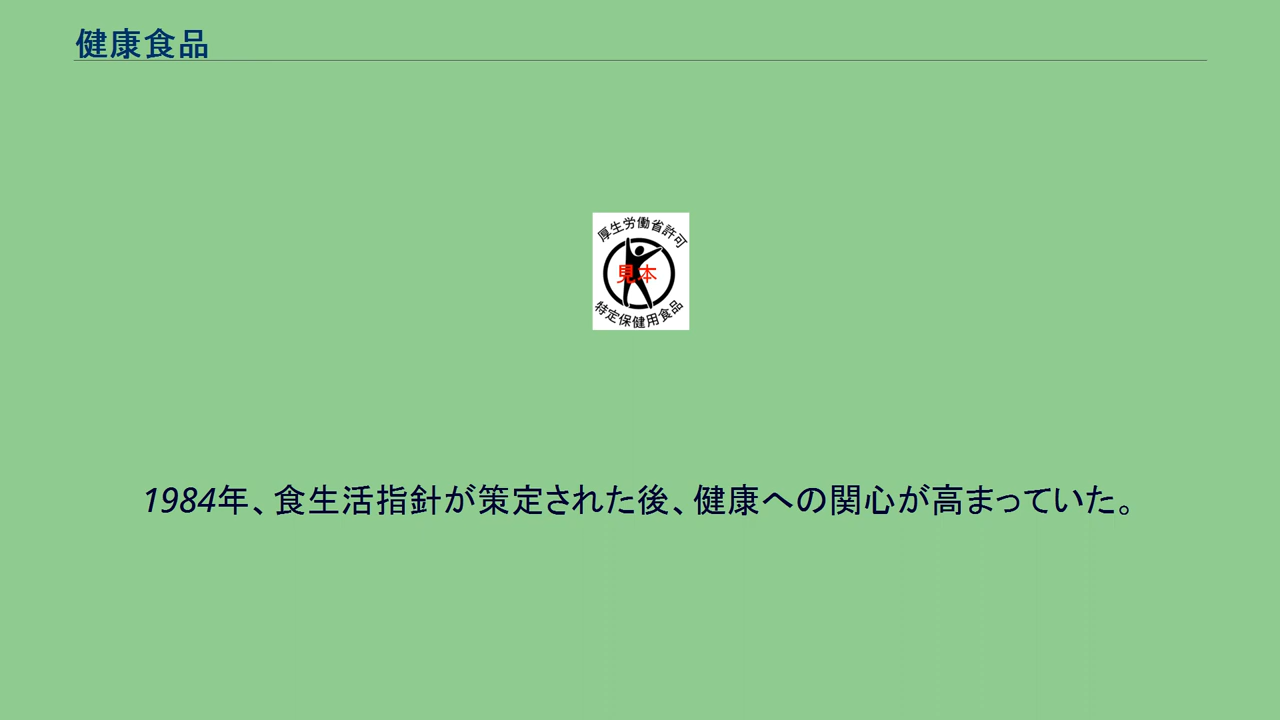 健康食品
厚生労働省許可
見本
特定保健用食品
1984年、食生活指針が策定された後、健康への関心が高まっていた。